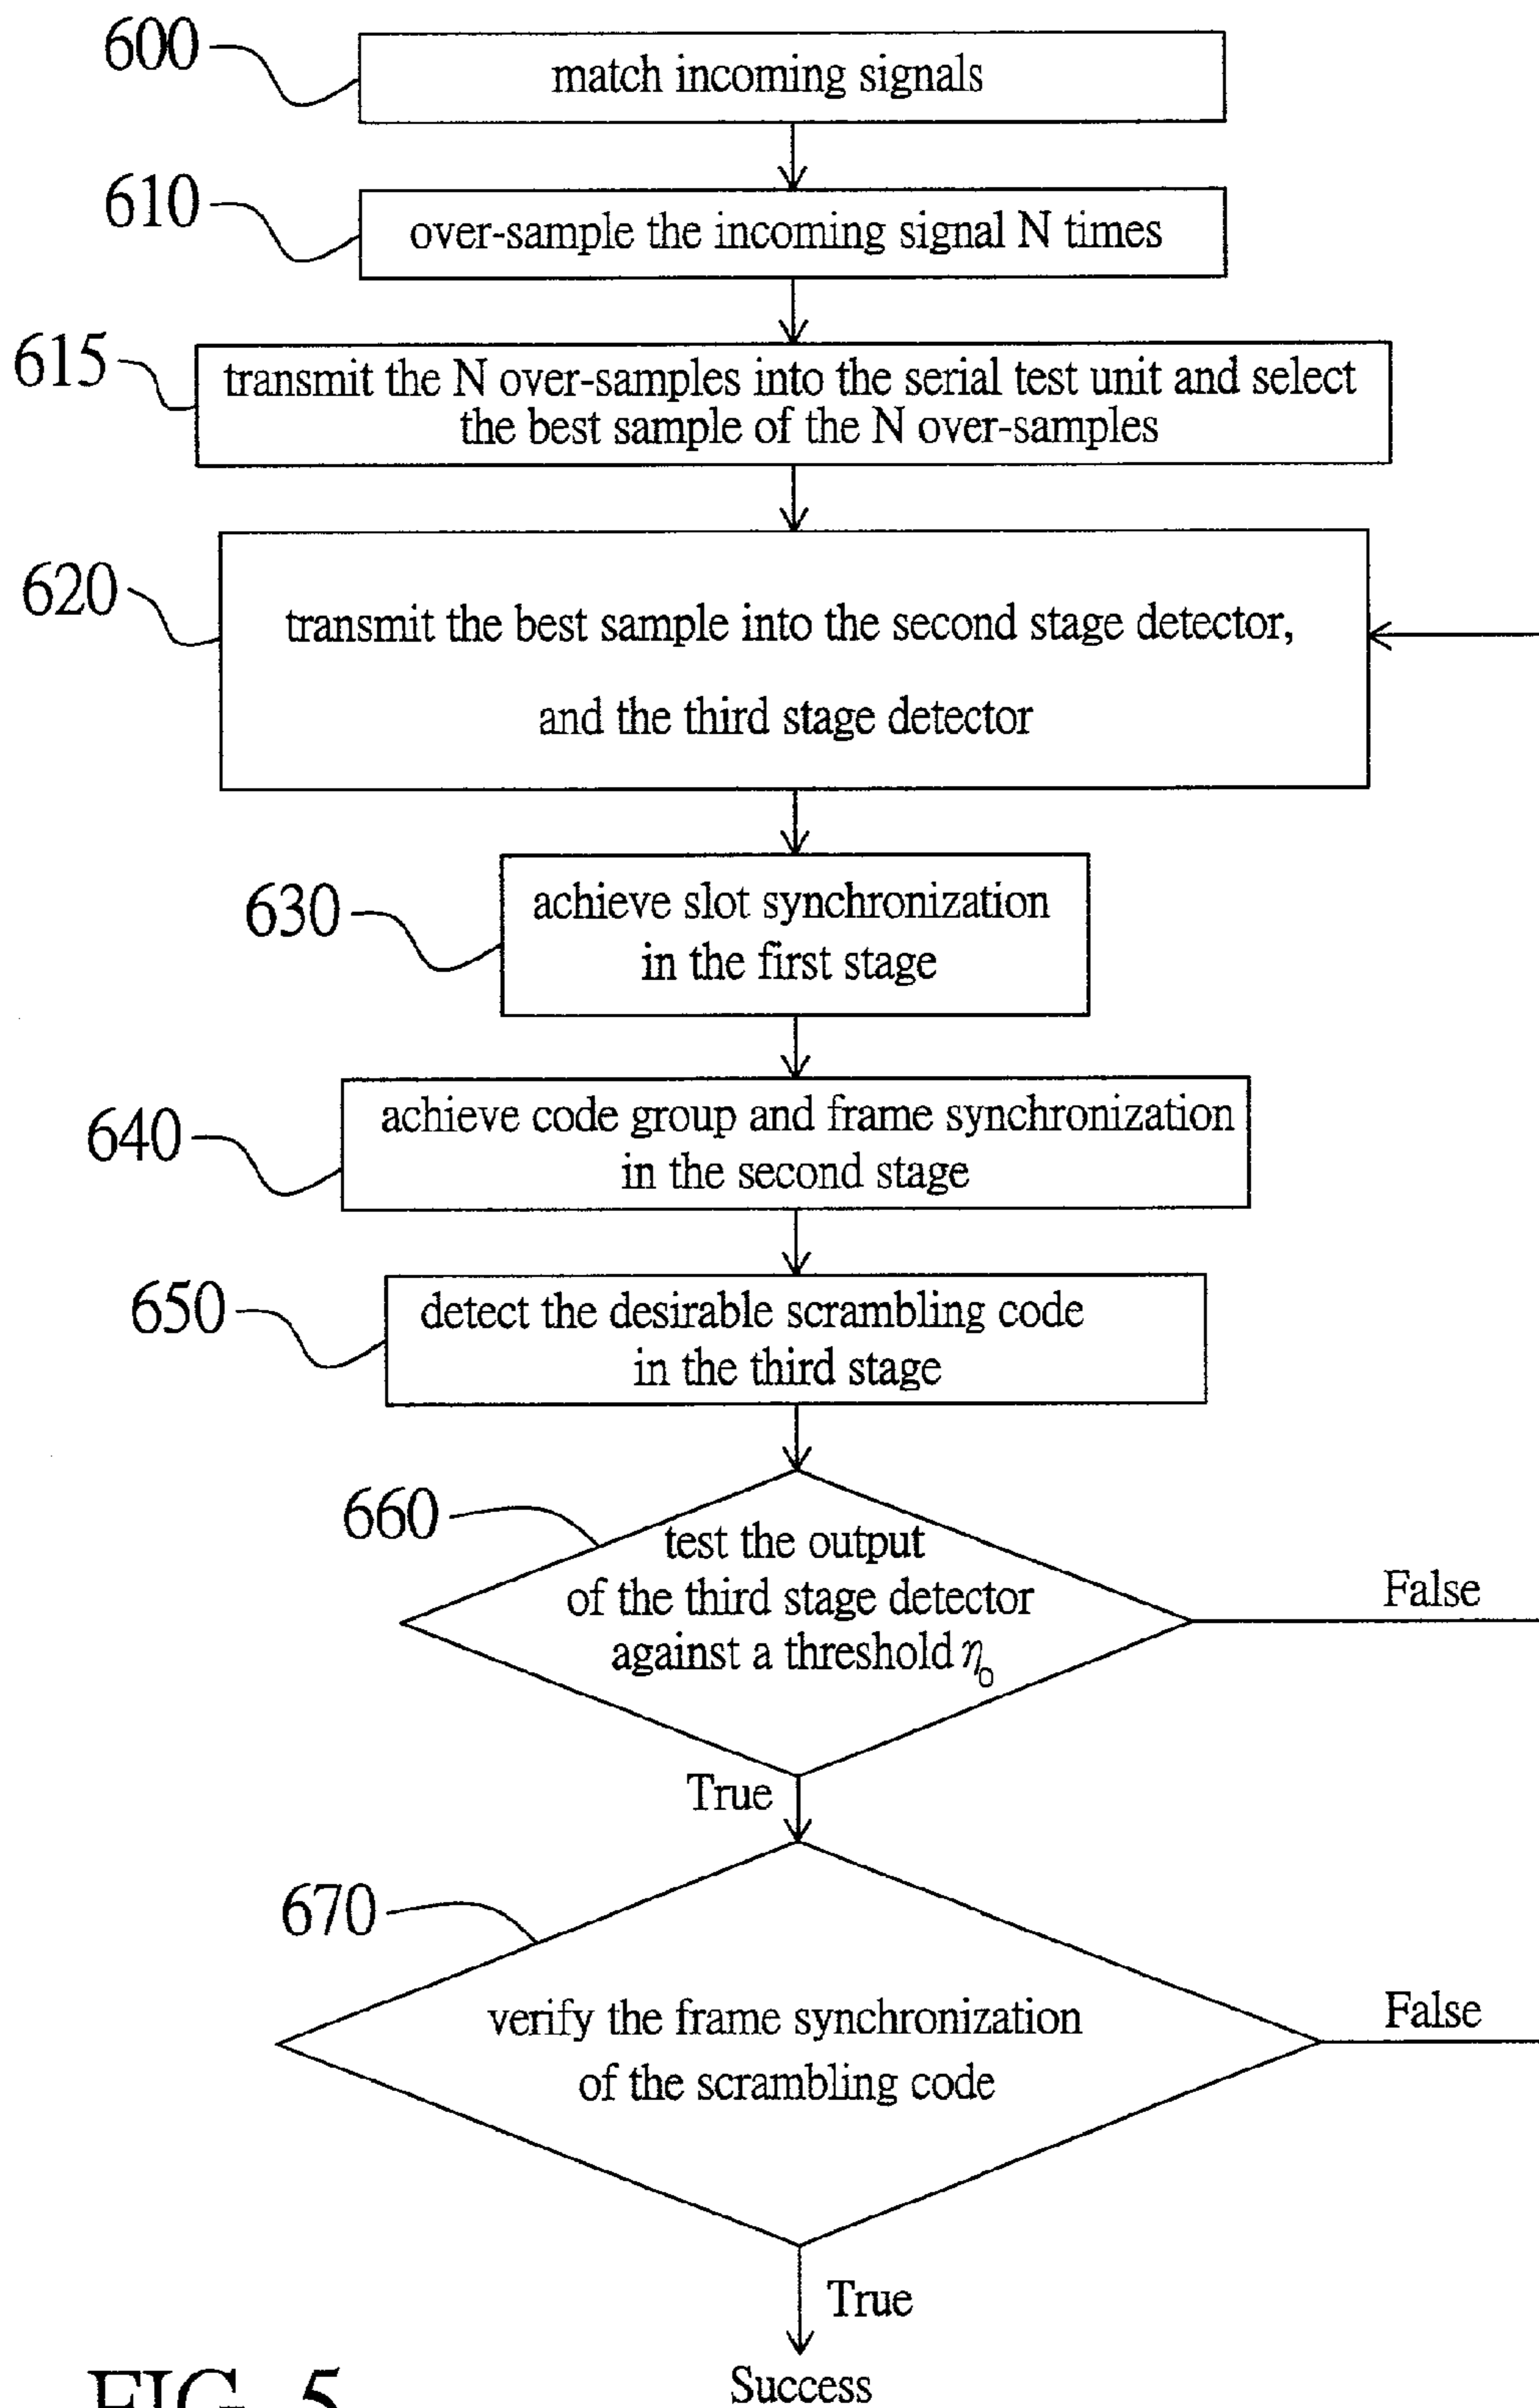 600
match incoming signals
610
over-sample the incoming signal N times
615
transmit the N over-samples into the serial test unit and select
the best sample of the N over-samples
620
transmit the best sample into the second stage detector,
and the third stage detector
630
achieve slot synchronization
in the first stage
640
achieve code group and frame synchronization
in the second stage
650
detect the desirable scrambling code
in the third stage
660
test the output
of the third stage detector
against a threshold η₀
False
True
670
verify the frame synchronization
of the scrambling code
False
True
Success
FIG. 5